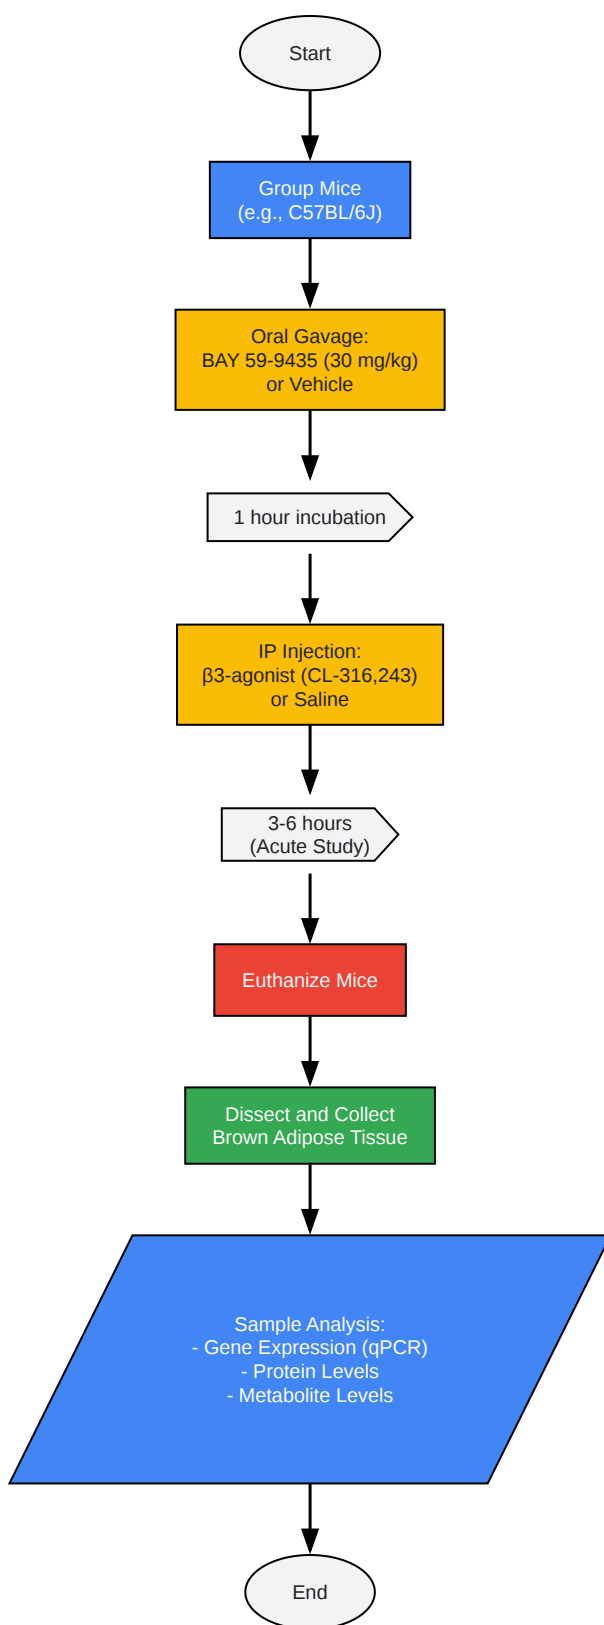 Start
Group Mice
(e.g., C57BL/6J)
Oral Gavage:
BAY 59-9435 (30 mg/kg)
or Vehicle
1 hour incubation
IP Injection:
β3-agonist (CL-316,243)
or Saline
3-6 hours
(Acute Study)
Euthanize Mice
Dissect and Collect
Brown Adipose Tissue
Sample Analysis:
- Gene Expression (qPCR)
- Protein Levels
- Metabolite Levels
End